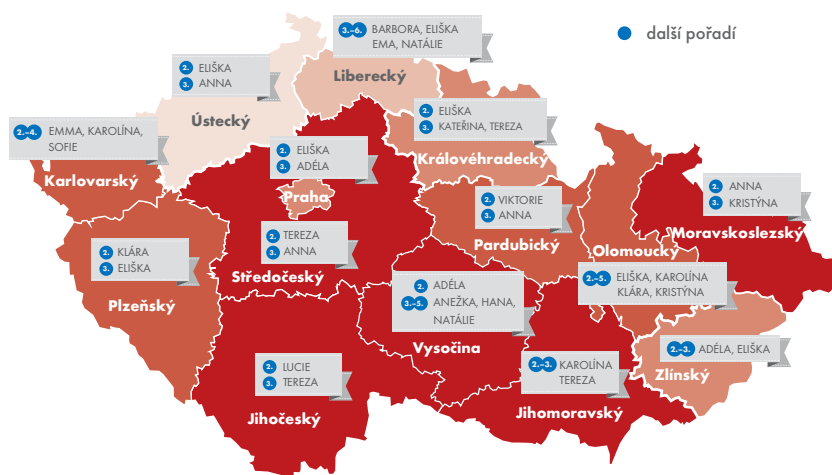 další pořadí
3.–6. BARBORA, ELIŠKA
EMA, NATÁLIE
Liberecký
2. ELIŠKA
3. ANNA
Ústecký
2.–4. EMMA, KAROLÍNA,
SOFIE
Karlovarský
2. ELIŠKA
3. KATEŘINA, TEREZA
Královéhradecký
2. ELIŠKA
3. ADÉLA
Praha
2. TEREZA
3. ANNA
Středočeský
2. VIKTORIE
3. ANNA
Pardubický
2. ANNA
3. KRISTÝNA
Moravskoslezský
Olomoucký
2.–5. ELIŠKA, KAROLÍNA
KLÁRA, KRISTÝNA
2. KLÁRA
3. ELIŠKA
Plzeňský
2. ADÉLA
3.–5. ANEŽKA, HANA,
NATÁLIE
Vysočina
2.–3. ADÉLA, ELIŠKA
Zlínský
2.–3. KAROLÍNA
TEREZA
Jihomoravský
2. LUCIE
3. TEREZA
Jihočeský